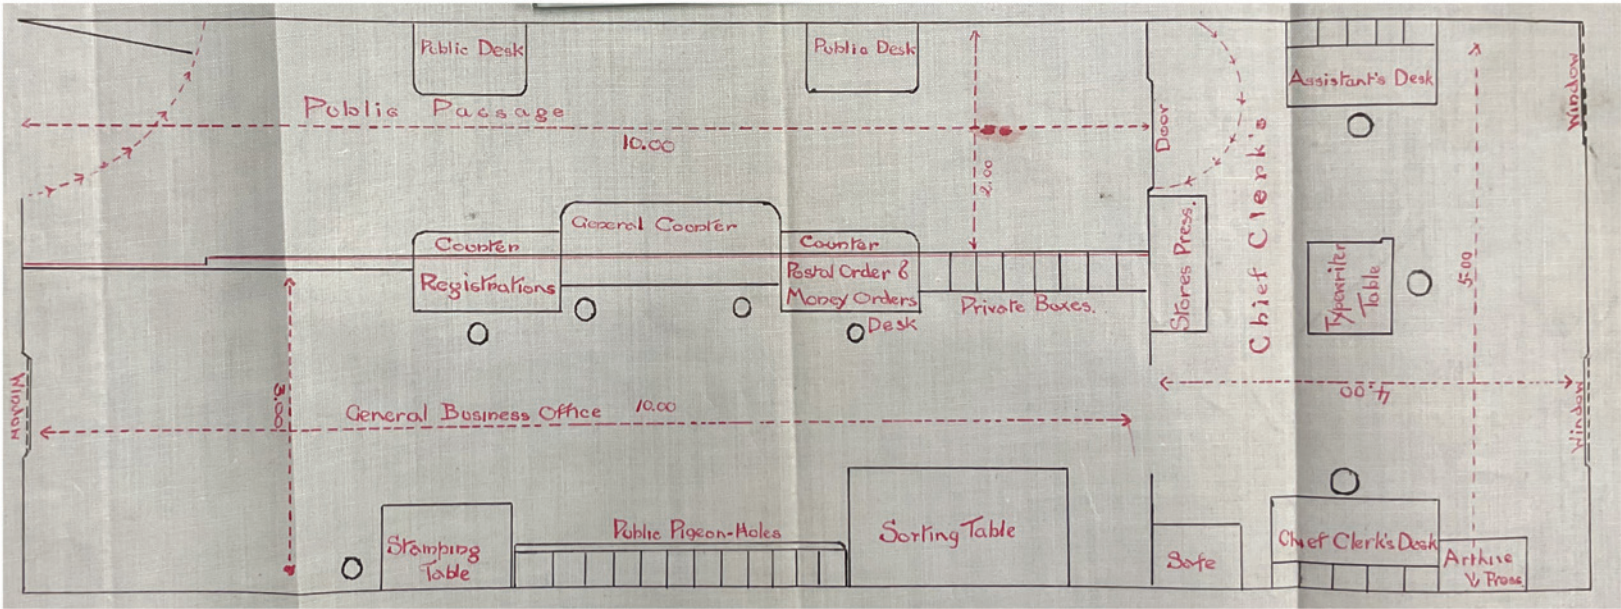 Public Desk
Public Desk
Assistant's Desk
Window
Public Passage
10.00
2.00
Door
Chief Clerk's
General Counter
Counter
Registrations
Counter
Postal Order &
Money Orders
Desk
Private Boxes.
Stores Press.
Typewriter
Table
5.00
4.00
Window
Window
3.00
General Business Office 10.00
Stamping
Table
Public Pigeon-Holes
Sorting Table
Safe
Chief Clerk's Desk
Press